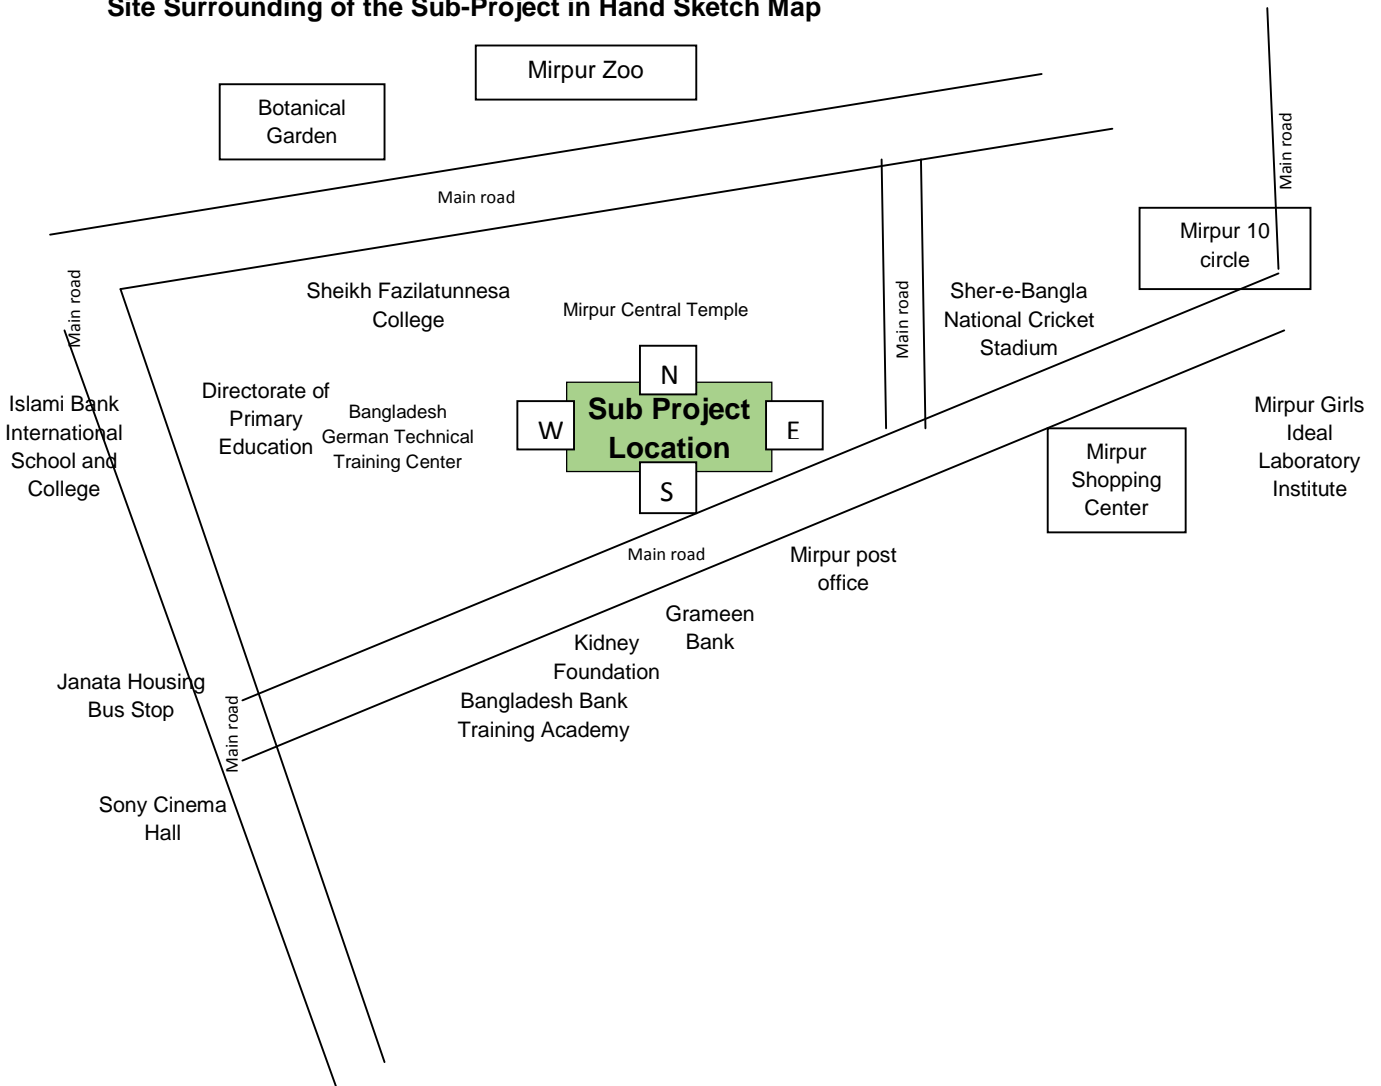 Site Surrounding of the Sub-Project in Hand Sketch Map
Mirpur Zoo
Botanical
Garden
Main road
Main road
Mirpur 10
circle
Main road
Sheikh Fazilatunnesa
College
Mirpur Central Temple
Main road
Sher-e-Bangla
National Cricket
Stadium
N
W
Sub Project
Location
E
S
Islami Bank
International
School and
College
Directorate of
Primary
Education
Bangladesh
German Technical
Training Center
Mirpur Girls
Ideal
Laboratory
Institute
Mirpur
Shopping
Center
Main road
Mirpur post
office
Grameen
Bank
Kidney
Foundation
Bangladesh Bank
Training Academy
Janata Housing
Bus Stop
Main road
Sony Cinema
Hall